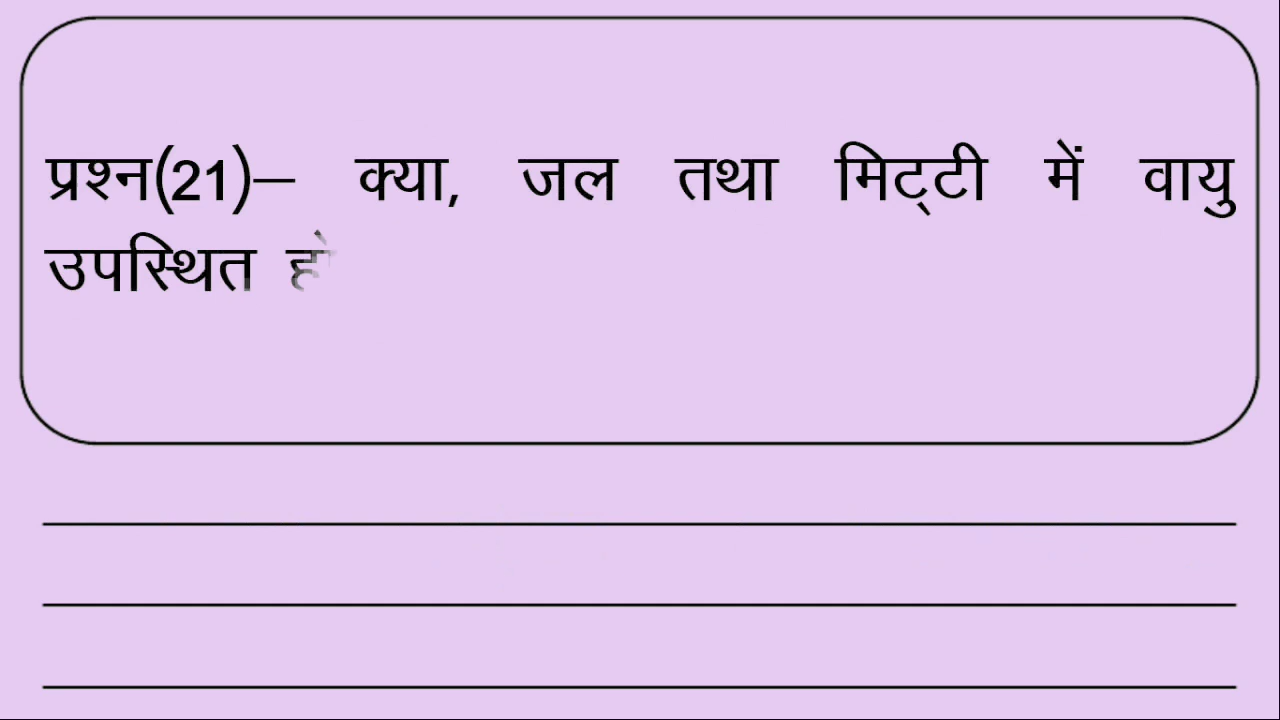 प्रश्न(21)– क्या, जल तथा मिट्टी में वायु
उपस्थित